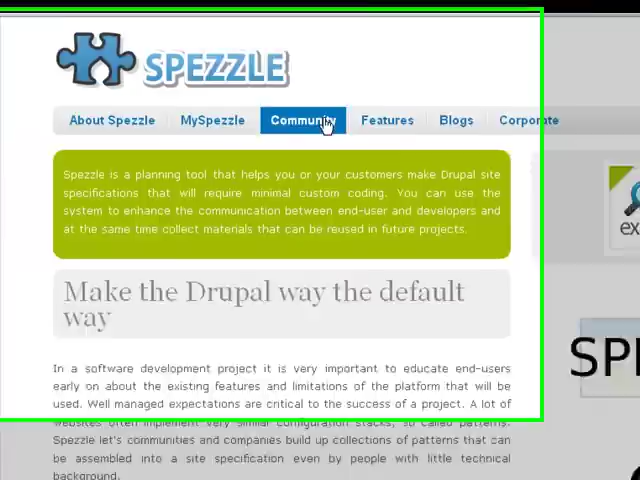 SPEZZLE
About Spezzle MySpezzle Community Features Blogs Corporate
Spezzle is a planning tool that helps you or your customers make Drupal site
specifications that will require minimal custom coding. You can use the
system to enhance the communication between end-user and developers and
at the same time collect materials that can be reused in future projects.
Make the Drupal way the default
way
In a software development project it is very important to educate end-users
early on about the existing features and limitations of the platform that will be
used. Well managed expectations are critical to the success of a project. A lot of
websites often implement very similar configuration stacks, so called patterns.
Spezzle let's communities and companies build up collections of patterns that can
be assembled into a site specification even by people with little technical
background.